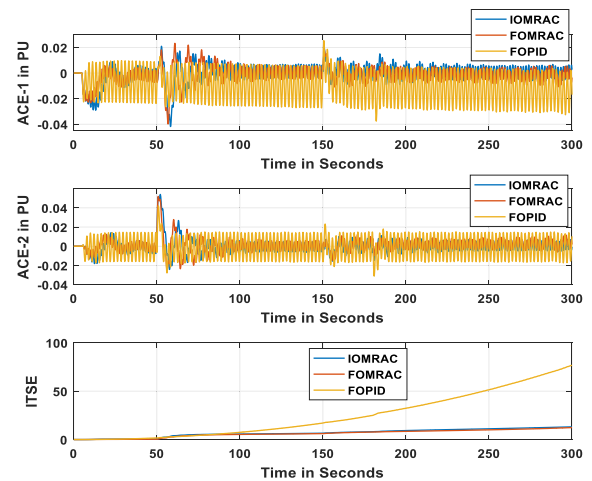 IOMRAC
FOMRAC
FOPID
ACE-1 in PU
0.02
0
-0.02
-0.04
0 50 100 150 200 250 300
Time in Seconds
IOMRAC
FOMRAC
FOPID
ACE-2 in PU
0.04
0.02
0
-0.02
-0.04
0 50 100 150 200 250 300
Time in Seconds
IOMRAC
FOMRAC
FOPID
ITSE
100
50
0
0 50 100 150 200 250 300
Time in Seconds